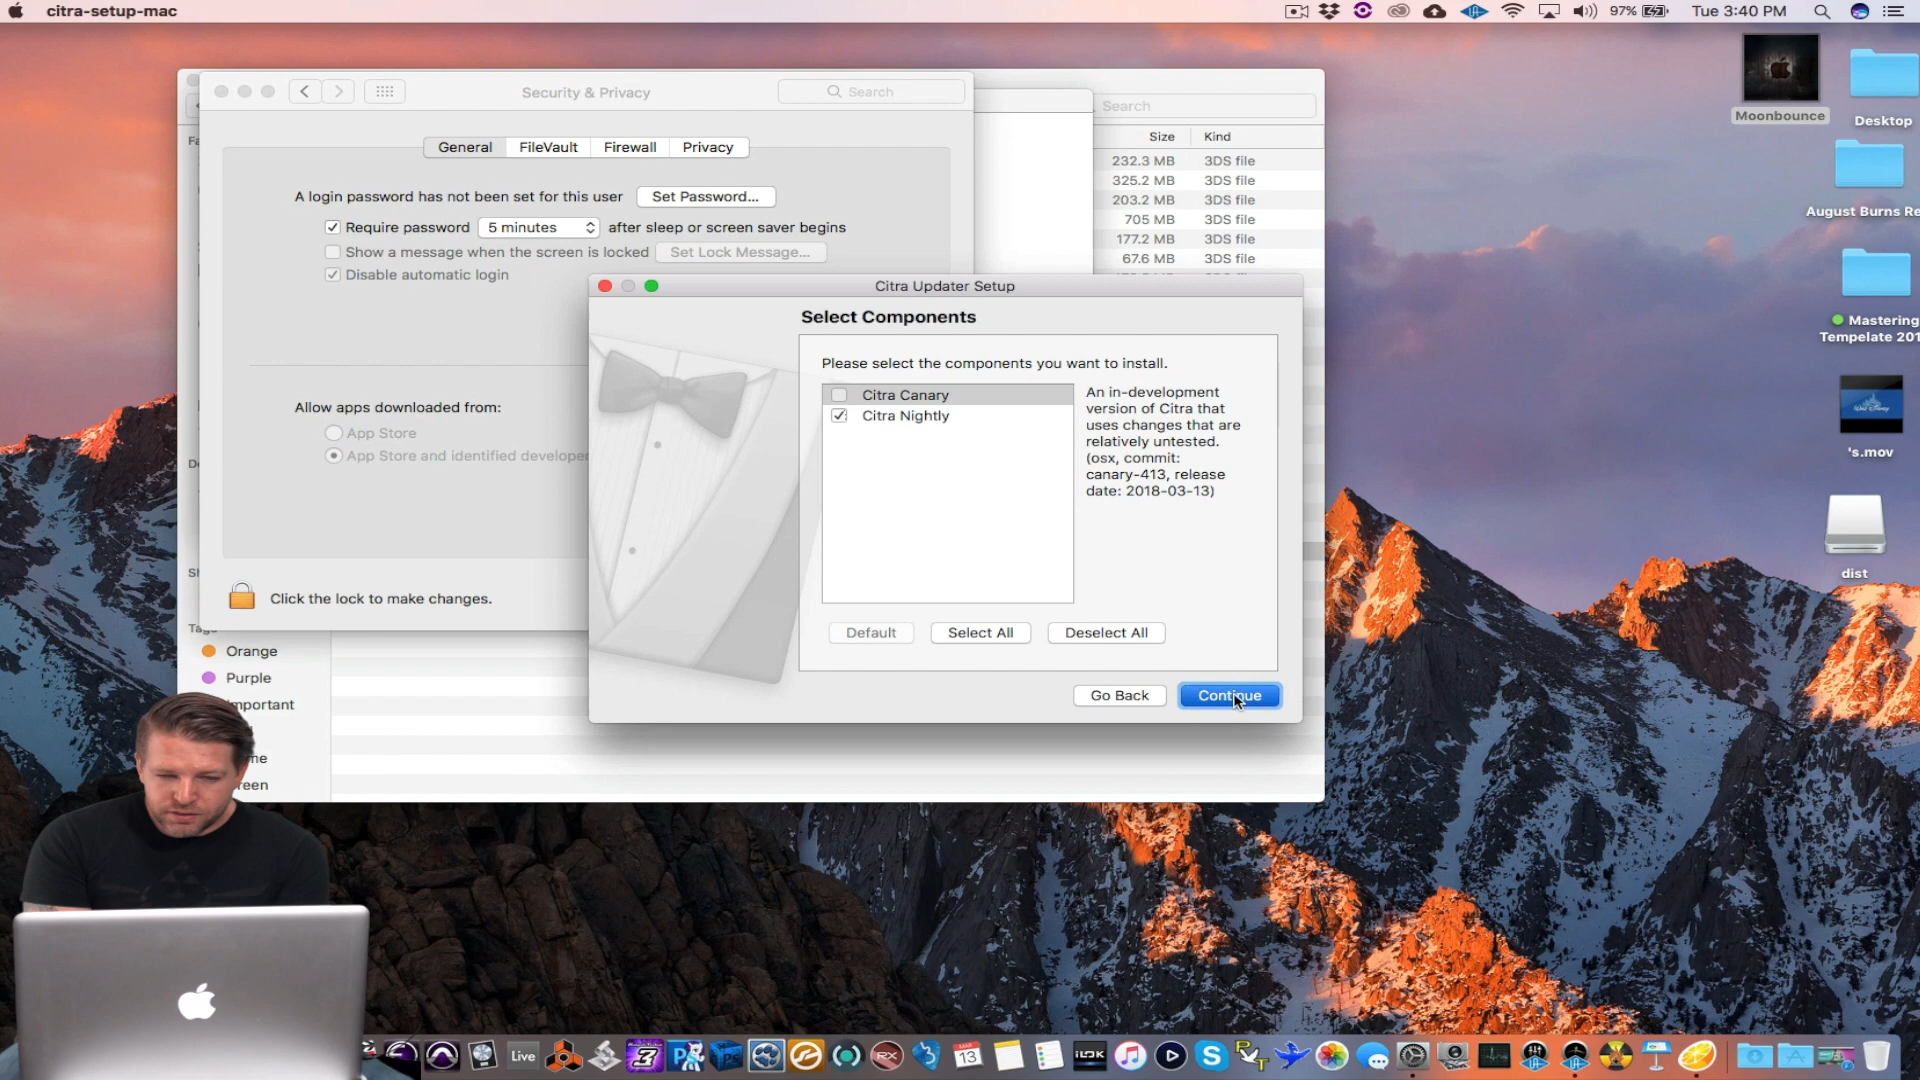 citra-setup-mac
97%
Tue 3:40 PM
Security & Privacy
Search
Search
General
FileVault
Firewall
Privacy
Size
Kind
A login password has not been set for this user
Set Password...
Require password
5 minutes
after sleep or screen saver begins
Show a message when the screen is locked
Set Lock Message...
Disable automatic login
Allow apps downloaded from:
App Store
App Store and identified developer
Click the lock to make changes.
232.3 MB 3DS file
325.2 MB 3DS file
203.2 MB 3DS file
705 MB 3DS file
177.2 MB 3DS file
67.6 MB 3DS file
Citra Updater Setup
Select Components
Please select the components you want to install.
Citra Canary
Citra Nightly
An in-development
version of Citra that
uses changes that are
relatively untested.
(osx, commit:
canary-413, release
date: 2018-03-13)
Default
Select All
Deselect All
Go Back
Continue
Orange
Purple
mportant
me
reen
Moonbounce
Desktop
August Burns Re
Mastering
Tempelate 201
's.mov
dist
Live
RX
MAR
13
iLOK